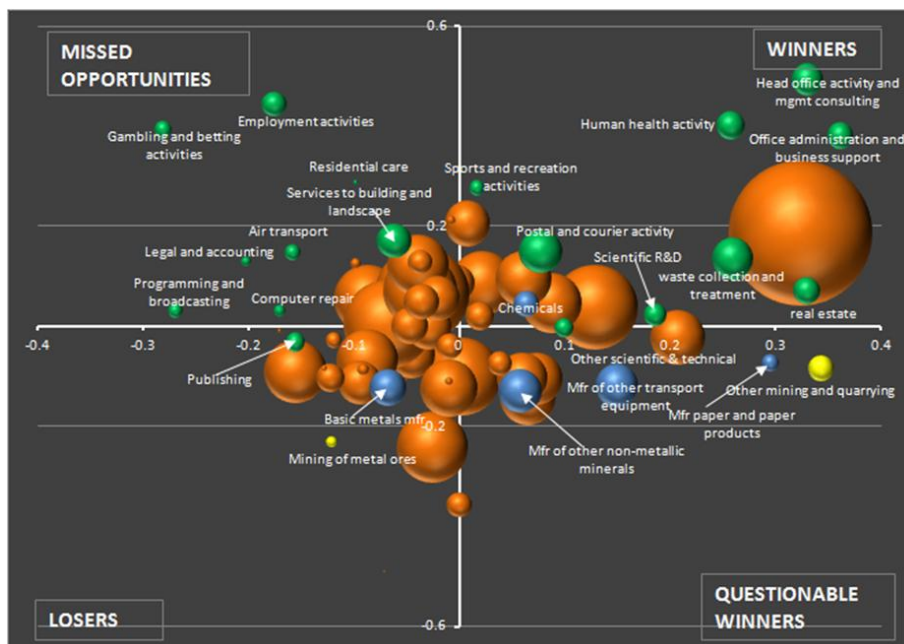 0.6
MISSED
OPPORTUNITIES
WINNERS
Head office activity and
mgmt consulting
Employment activities
Human health activity
Gambling and betting
activities
Office administration and
business support
Residential care
Sports and recreation
activities
Services to building and
landscape
0.2
Air transport
Postal and courier activity
Legal and accounting
Scientific R&D
Programming and
broadcasting
waste collection and
treatment
Computer repair
Chemicals
real estate
-0.4
-0.3
-0.2
-0.1
0
0.1
0.2
0.3
0.4
Other scientific & technical
Publishing
Mfr of other transport
equipment
Other mining and quarrying
Basic metals mfr
Mfr paper and paper
products
-0.2
Mining of metal ores
Mfr of other non-metallic
minerals
LOSERS
QUESTIONABLE
WINNERS
-0.6